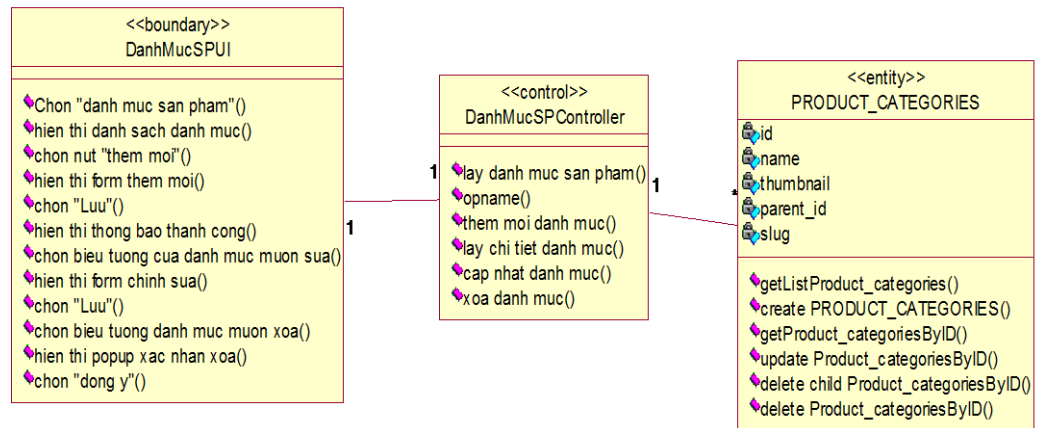 <<boundary>>
DanhMucSPUI
Chon "danh muc san pham"()
hien thi danh sach danh muc()
chon nut "them moi"()
hien thi form them moi()
chon "Luu"()
hien thi thong bao thanh cong()
chon bieu tuong cua danh muc muon sua()
hien thi form chinh sua()
chon "Luu"()
chon bieu tuong danh muc muon xoa()
hien thi popup xac nhan xoa()
chon "dong y"()
1
1
<<control>>
DanhMucSPController
lay danh muc san pham()
opname()
them moi danh muc()
lay chi tiet danh muc()
cap nhat danh muc()
xoa danh muc()
1
*
<<entity>>
PRODUCT_CATEGORIES
id
name
thumbnail
parent_id
slug
getListProduct_categories()
create PRODUCT_CATEGORIES()
getProduct_categoriesByID()
update Product_categoriesByID()
delete child Product_categoriesByID()
delete Product_categoriesByID()